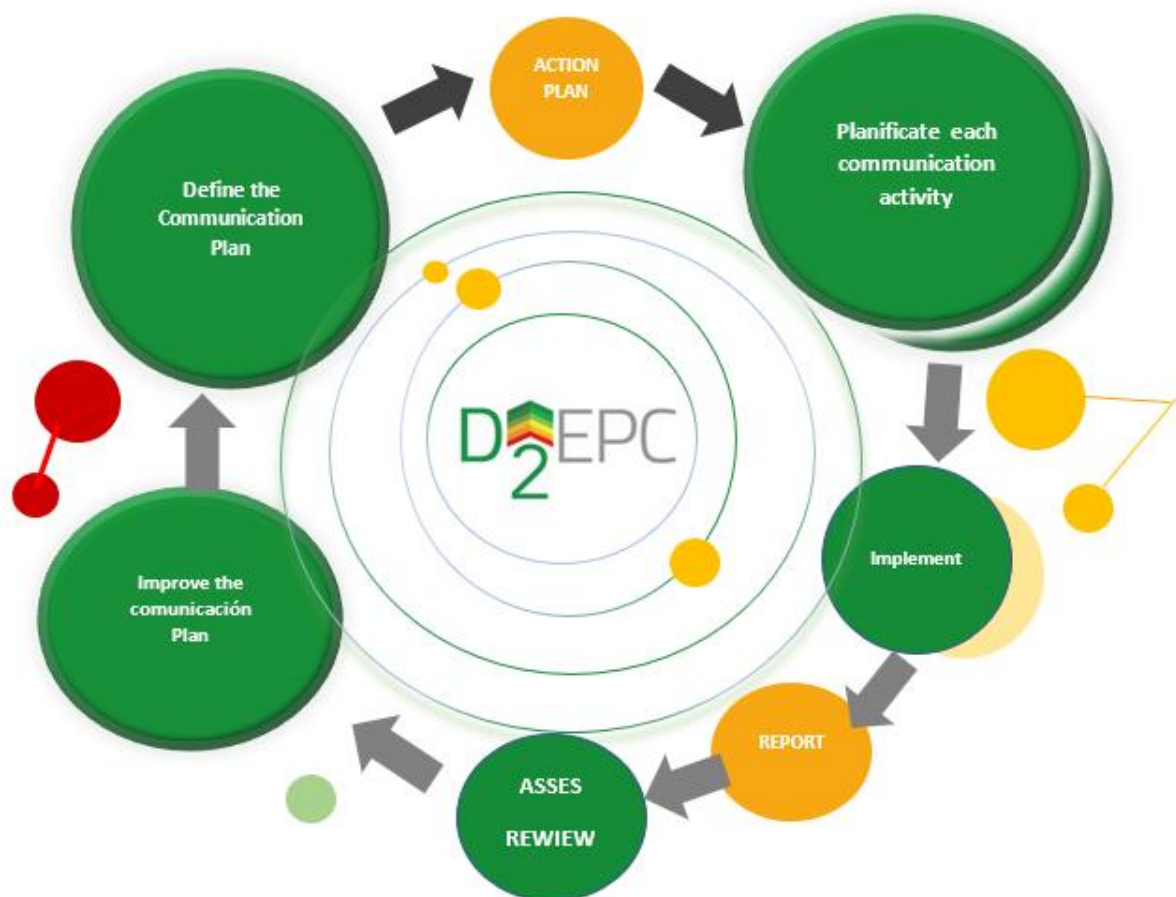 ACTION
PLAN
Planificate each
communication
activity
Define the
Communication
Plan
D2EPC
Implement
Improve the
comunicación
Plan
REPORT
ASSES
REWIEW